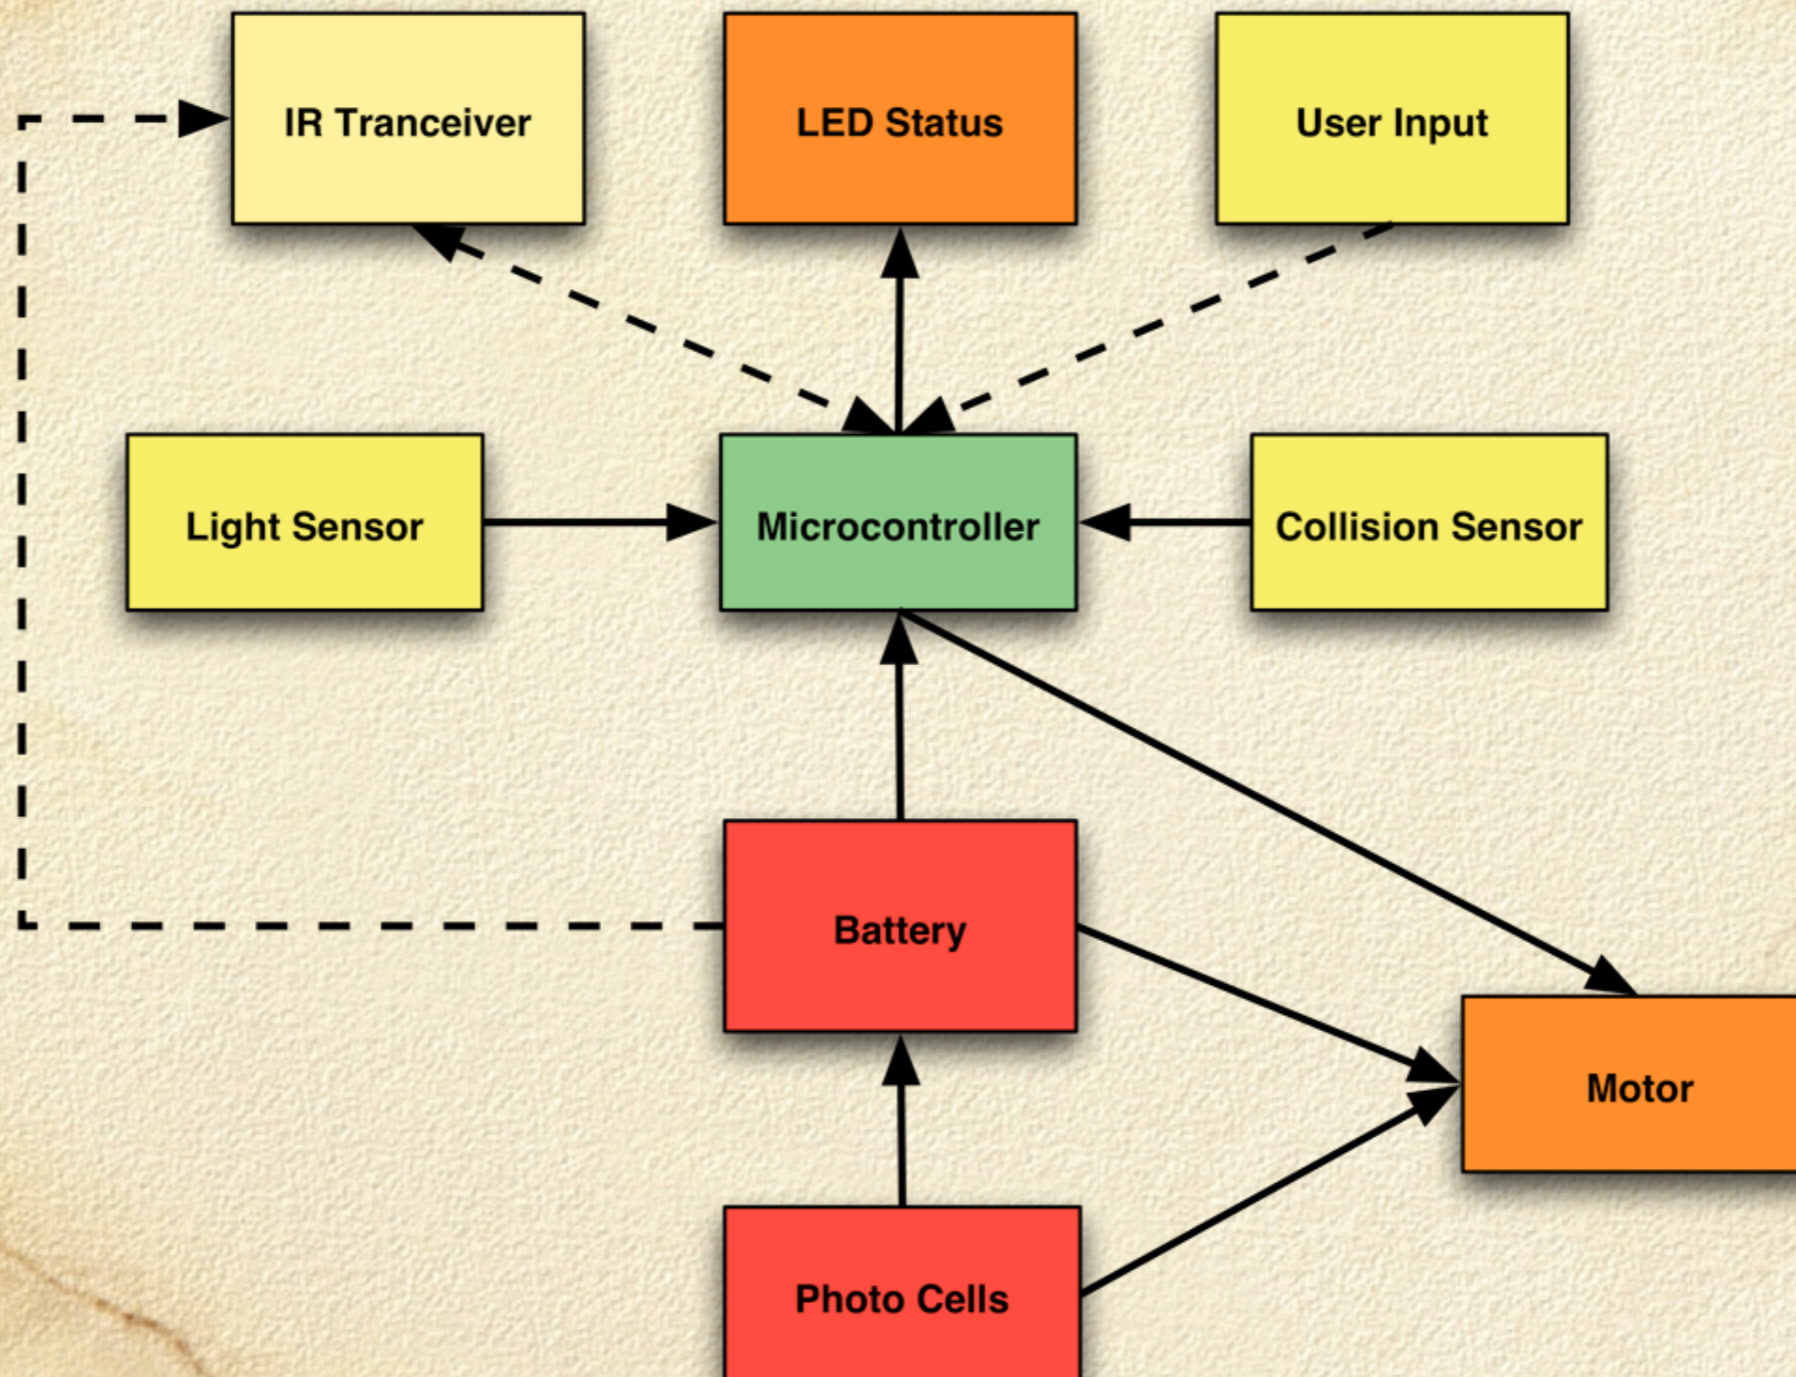 IR Tranceiver
LED Status
User Input
Light Sensor
Microcontroller
Collision Sensor
Battery
Motor
Photo Cells